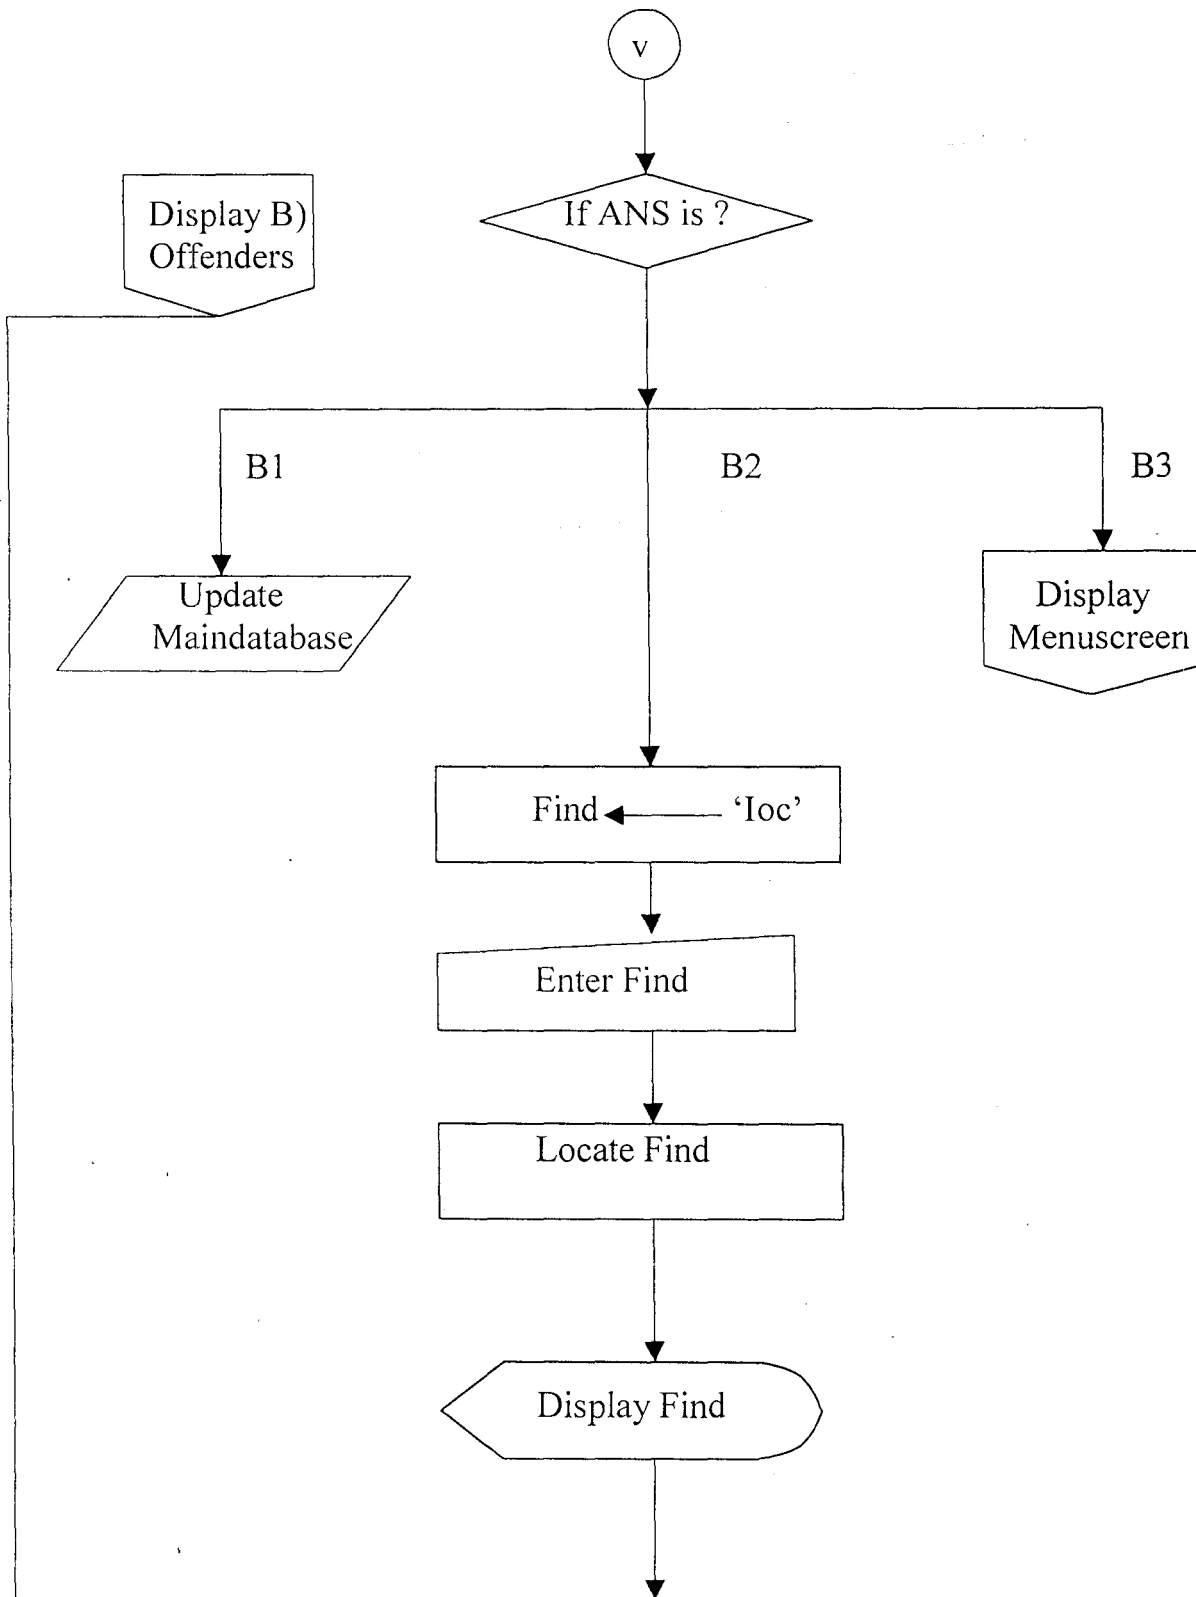 v
If ANS is ?
Display B)
Offenders
B1
B2
B3
Update
Maindatabase
Display
Menuscreen
Find ‘Ioc’
Enter Find
Locate Find
Display Find